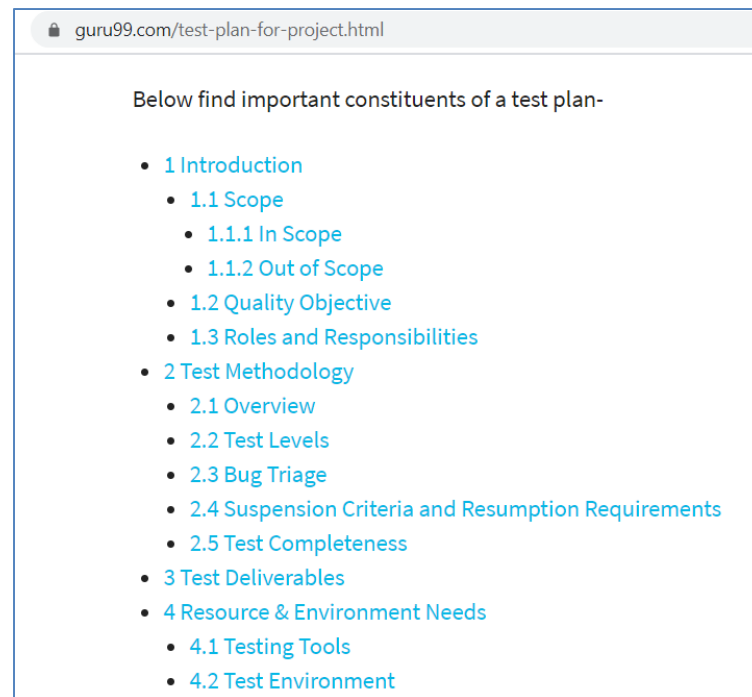 guru99.com/test-plan-for-project.html
Below find important constituents of a test plan-
• 1 Introduction
• 1.1 Scope
• 1.1.1 In Scope
• 1.1.2 Out of Scope
• 1.2 Quality Objective
• 1.3 Roles and Responsibilities
• 2 Test Methodology
• 2.1 Overview
• 2.2 Test Levels
• 2.3 Bug Triage
• 2.4 Suspension Criteria and Resumption Requirements
• 2.5 Test Completeness
• 3 Test Deliverables
• 4 Resource & Environment Needs
• 4.1 Testing Tools
• 4.2 Test Environment